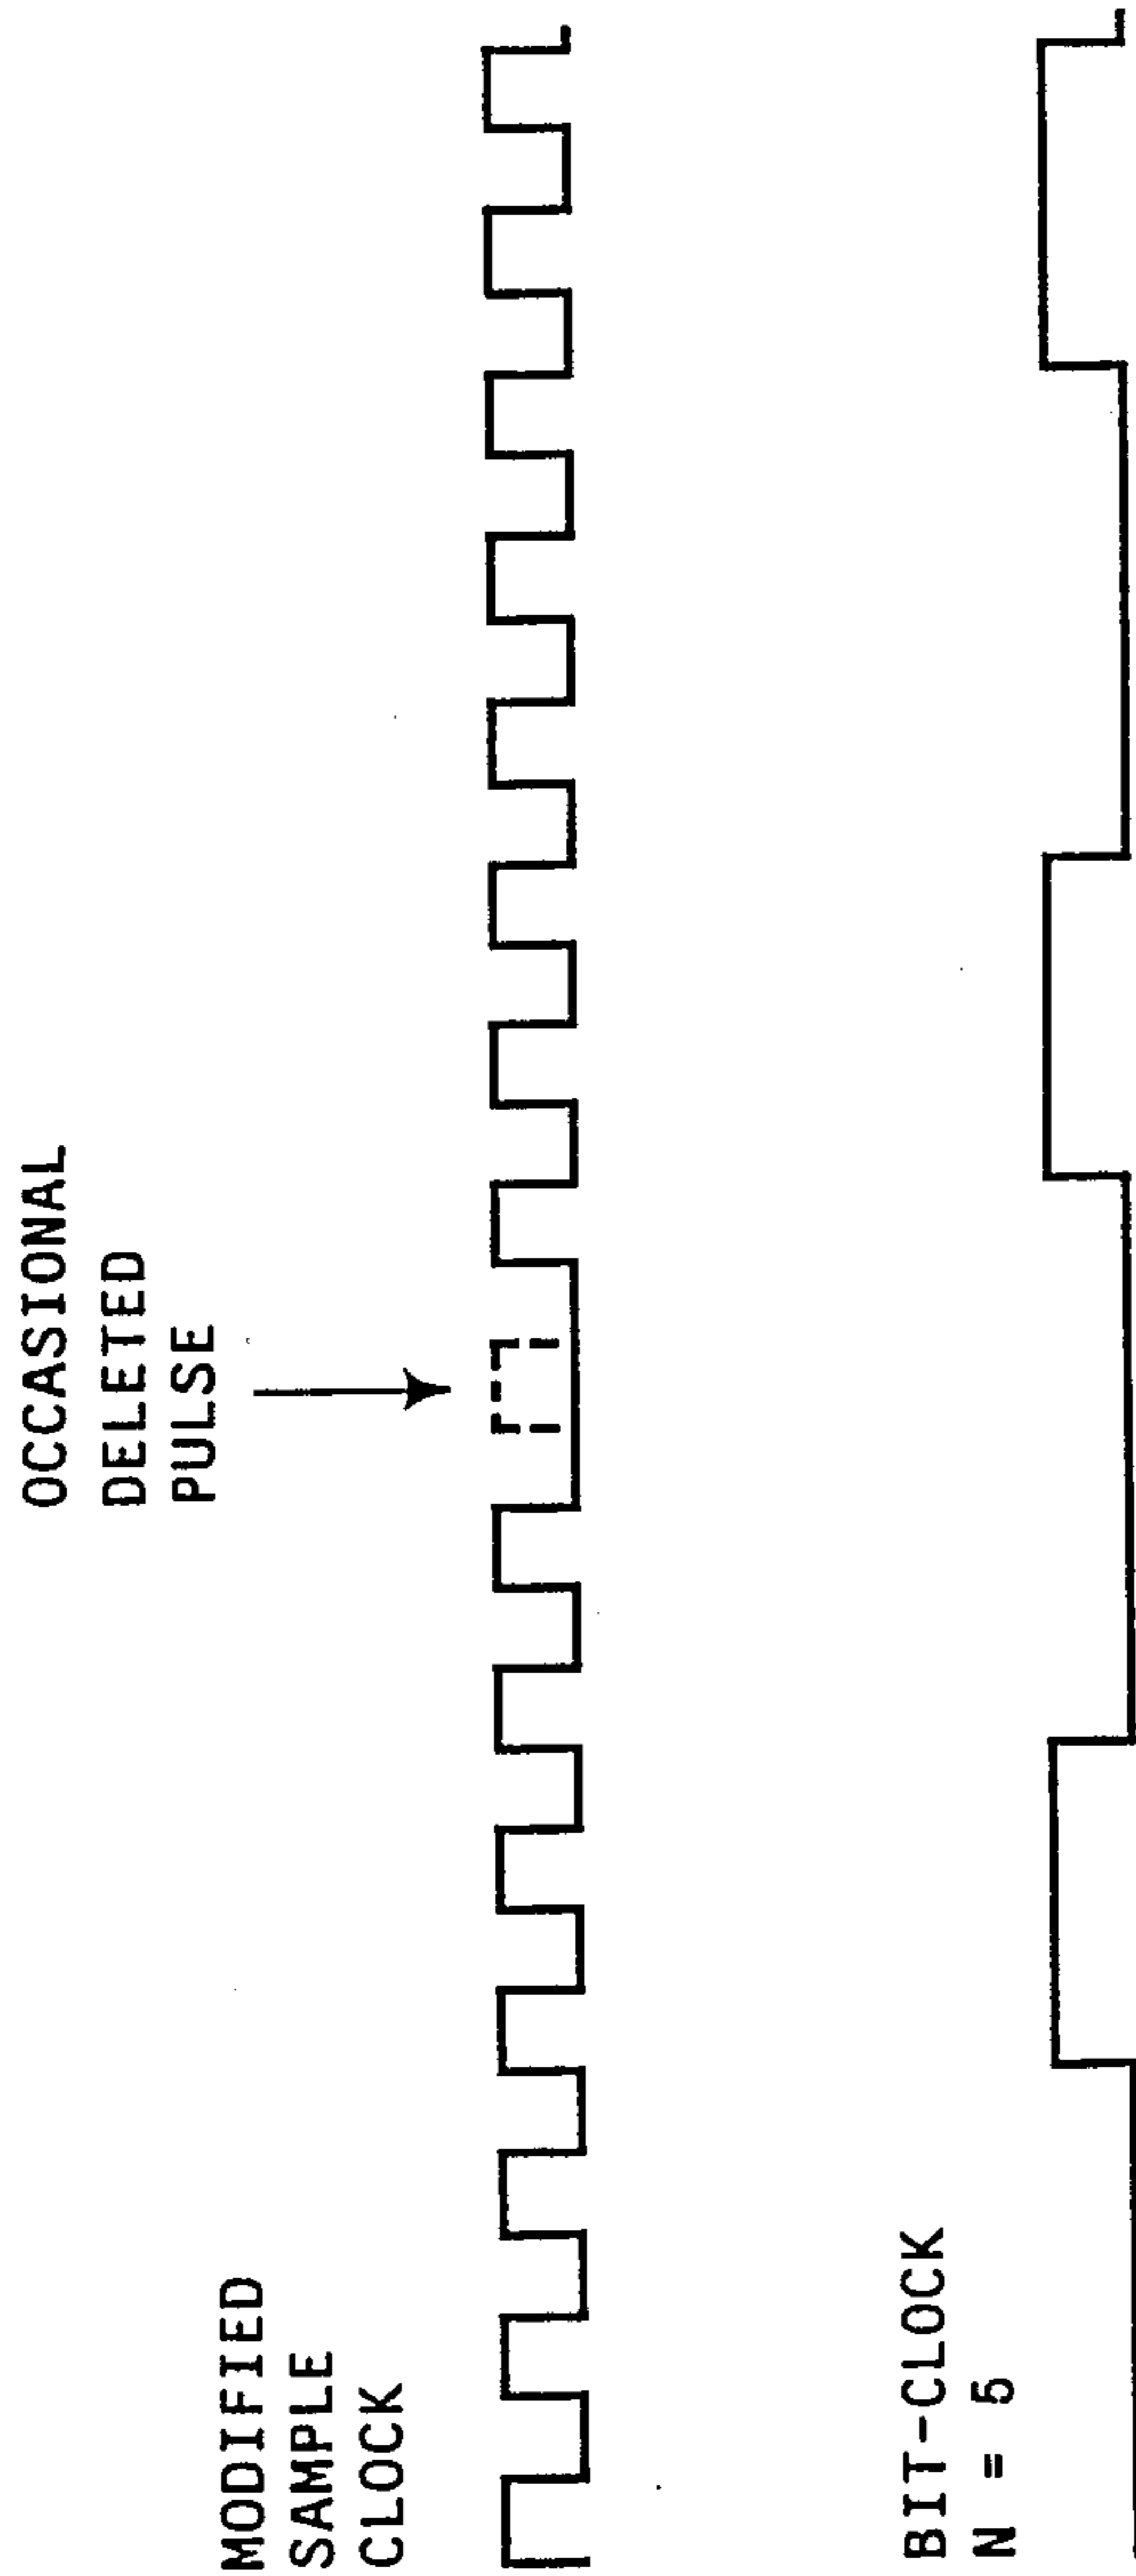 OCCASIONAL
DELETED
PULSE
MODIFIED
SAMPLE
CLOCK
BIT-CLOCK
N = 5